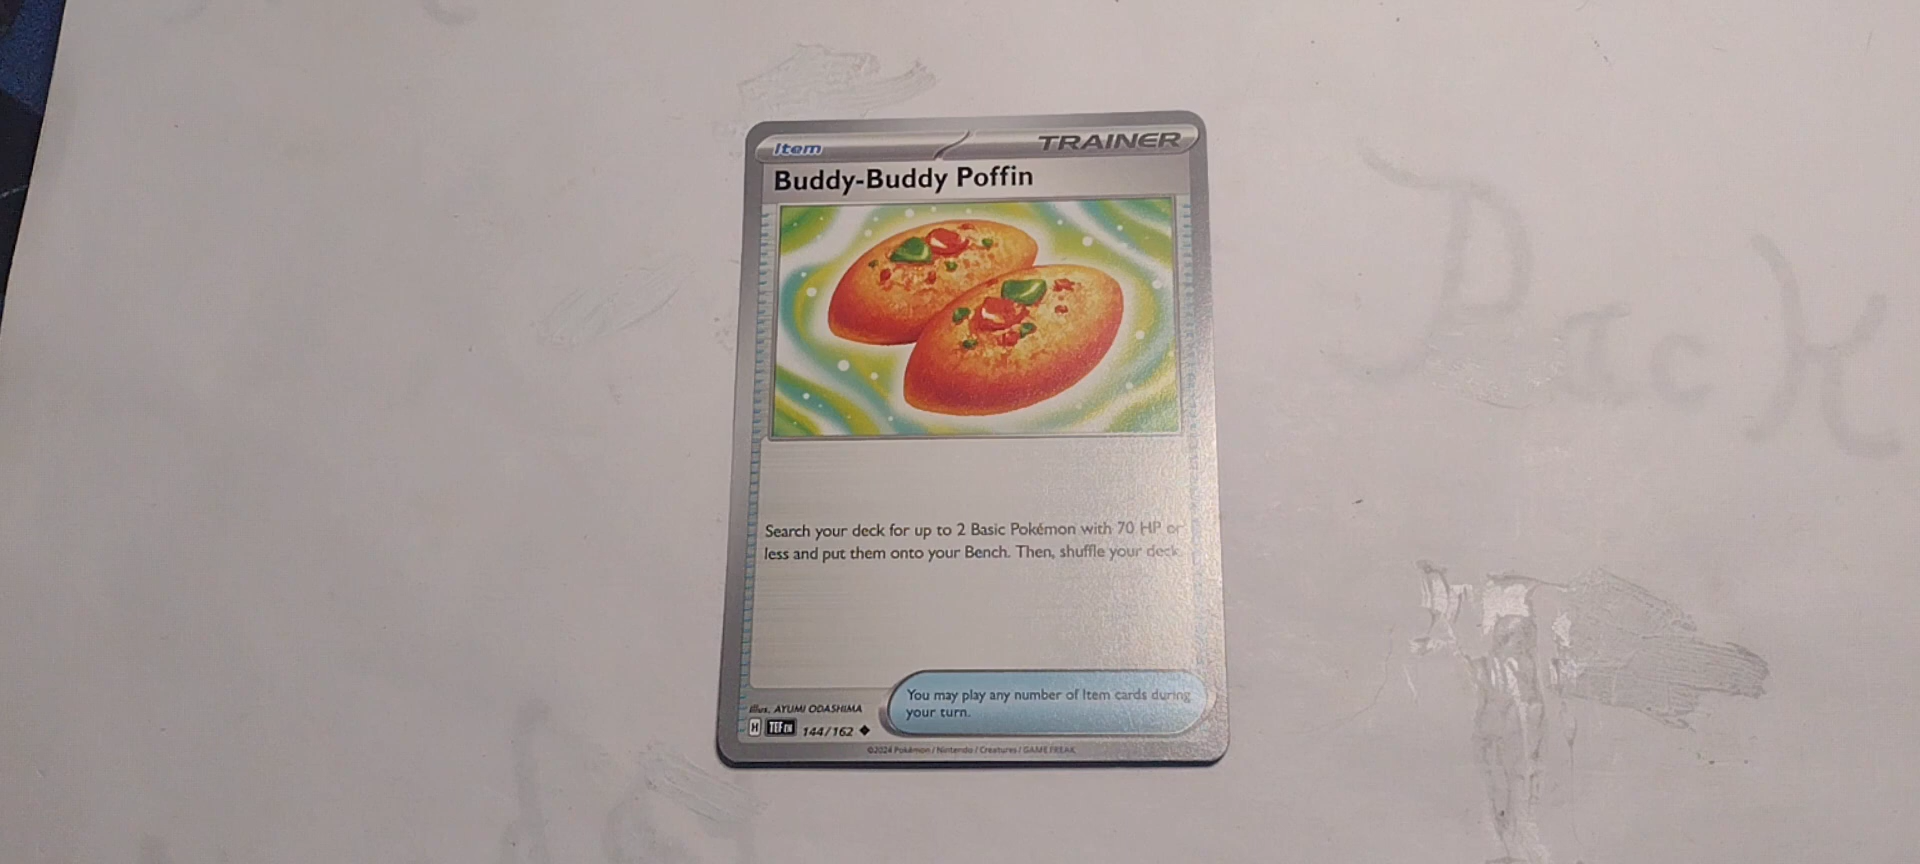 Item
TRAINER
Buddy-Buddy Poffin
Search your deck for up to 2 Basic Pokémon with 70 HP or
less and put them onto your Bench. Then, shuffle your deck.
You may play any number of Item cards during
your turn.
Illus. AYUMI ODASHIMA
H TEF EN 144/162
©2024 Pokémon / Nintendo / Creatures / GAME FREAK